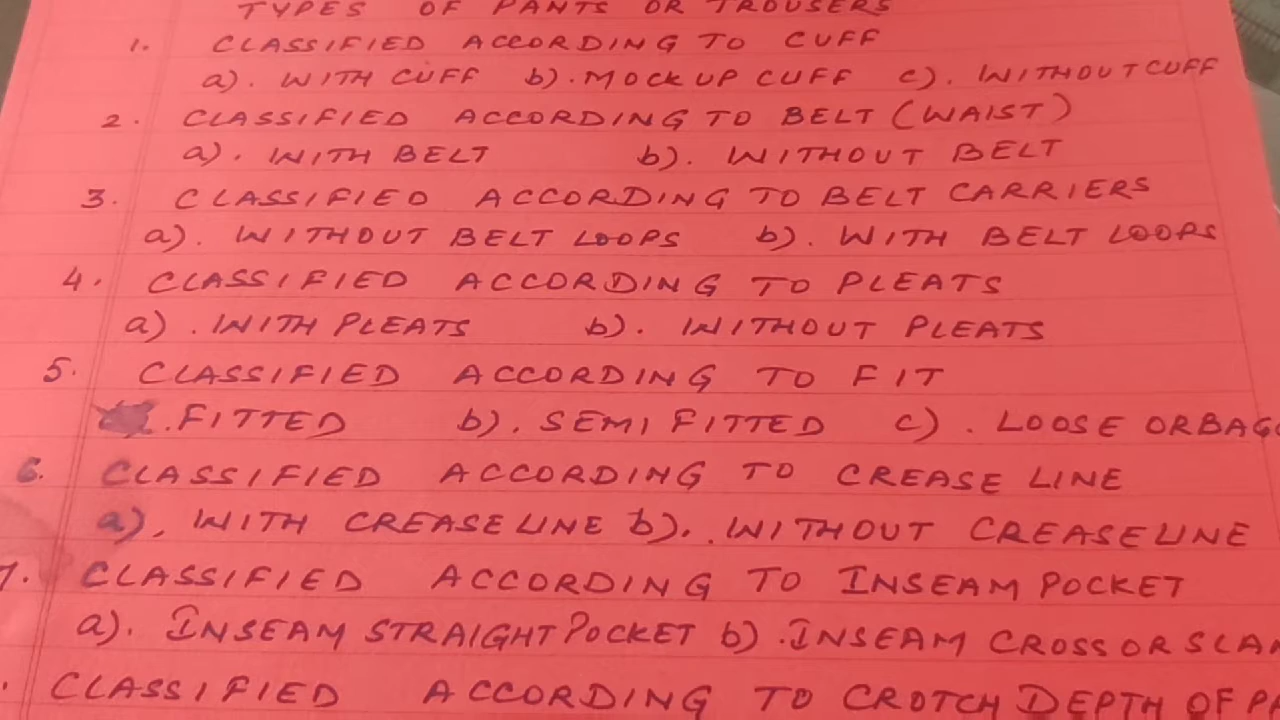 TYPES OF PANTS OR TROUSERS
1. CLASSIFIED ACCORDING TO CUFF
a). WITH CUFF b). MOCK UP CUFF c). WITHOUT CUFF
2. CLASSIFIED ACCORDING TO BELT (WAIST)
a). WITH BELT b). WITHOUT BELT
3. CLASSIFIED ACCORDING TO BELT CARRIERS
a). WITHOUT BELT LOOPS b). WITH BELT LOOPS
4. CLASSIFIED ACCORDING TO PLEATS
a). WITH PLEATS b). WITHOUT PLEATS
5. CLASSIFIED ACCORDING TO FIT
. FITTED b). SEMI FITTED c). LOOSE OR
6. CLASSIFIED ACCORDING TO CREASE LINE
a). WITH CREASE LINE b). WITHOUT CREASE LINE
7. CLASSIFIED ACCORDING TO INSEAM POCKET
a). INSEAM STRAIGHT POCKET b). INSEAM CROSS OR
. CLASSIFIED ACCORDING TO CROTCH DEPTH OF